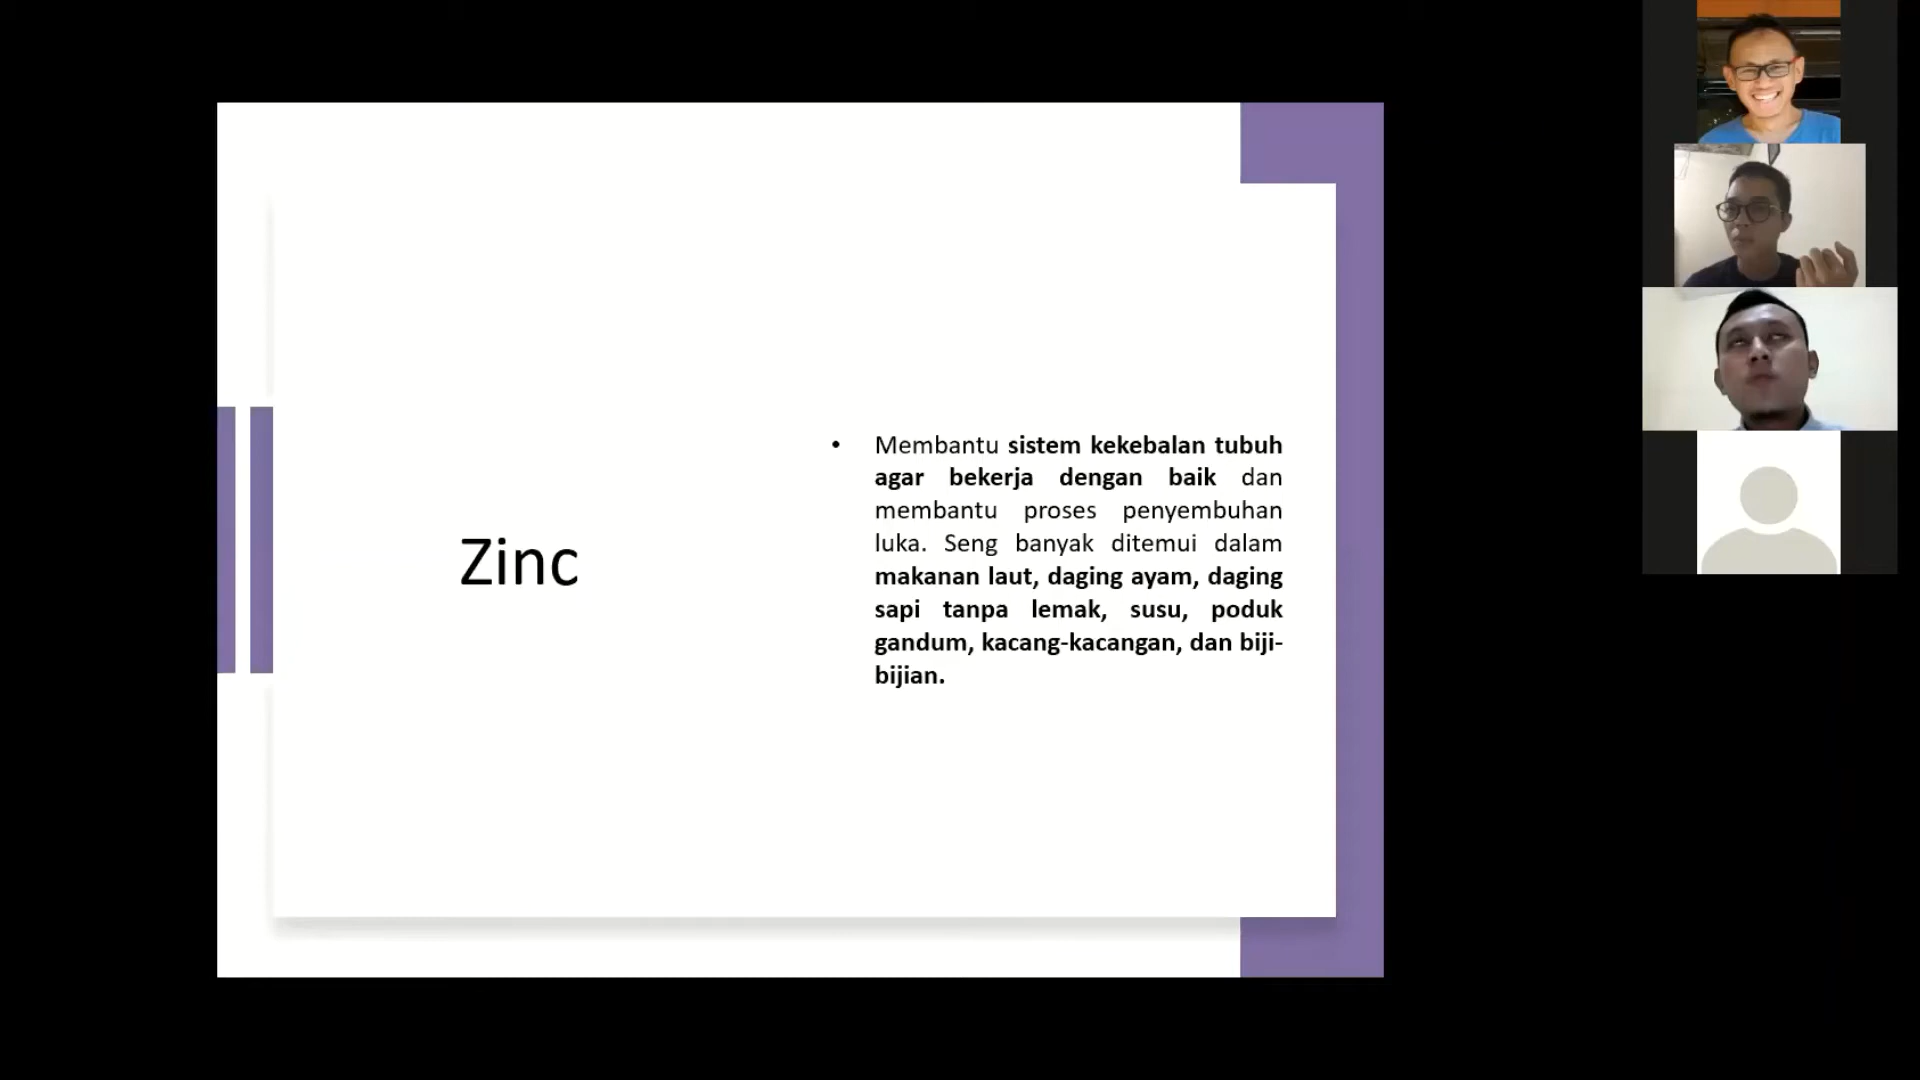 Zinc
• Membantu sistem kekebalan tubuh
agar bekerja dengan baik dan
membantu proses penyembuhan
luka. Seng banyak ditemui dalam
makanan laut, daging ayam, daging
sapi tanpa lemak, susu, poduk
gandum, kacang-kacangan, dan biji-
bijian.